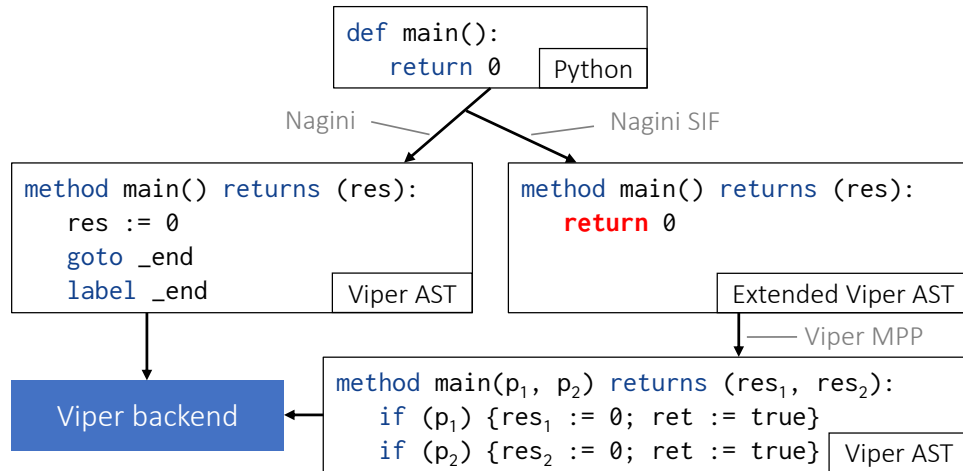 def main():
return 0
Python
Nagini
Nagini SIF
method main() returns (res):
res := 0
goto _end
label _end
Viper AST
method main() returns (res):
return 0
Extended Viper AST
Viper MPP
Viper backend
method main(p₁, p₂) returns (res₁, res₂):
if (p₁) {res₁ := 0; ret := true}
if (p₂) {res₂ := 0; ret := true}
Viper AST